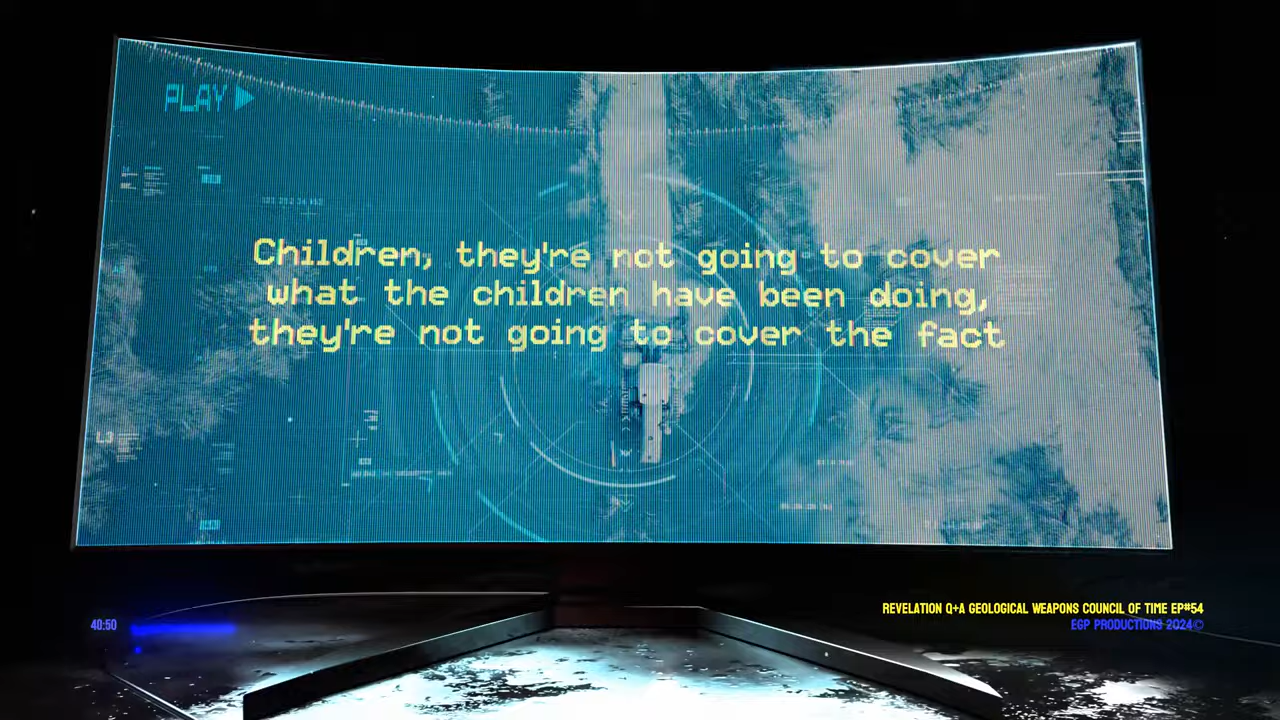 PLAY
Children, they're not going to cover
what the children have been doing,
they're not going to cover the fact
L3
40:50
REVELATION Q+A GEOLOGICAL WEAPONS COUNCIL OF TIME EP#54
EGP PRODUCTIONS 2024©